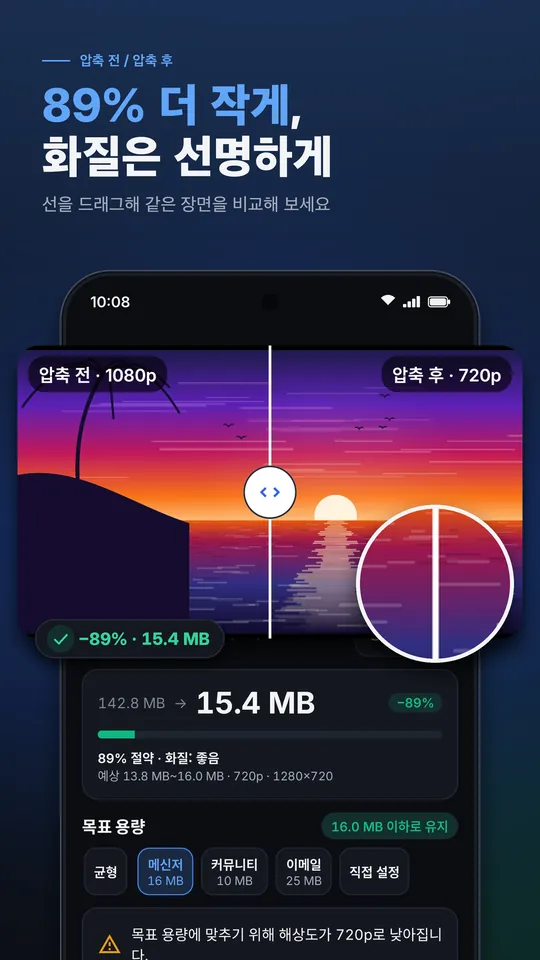 압축 전 / 압축 후
89% 더 작게,
화질은 선명하게
선을 드래그해 같은 장면을 비교해 보세요
10:08
압축 전 · 1080p
압축 후 · 720p
−89% · 15.4 MB
142.8 MB → 15.4 MB
−89%
89% 절약 · 화질: 좋음
예상 13.8 MB~16.0 MB · 720p · 1280×720
목표 용량
16.0 MB 이하로 유지
균형
메신저
16 MB
커뮤니티
10 MB
이메일
25 MB
직접 설정
목표 용량에 맞추기 위해 해상도가 720p로 낮아집니
다.